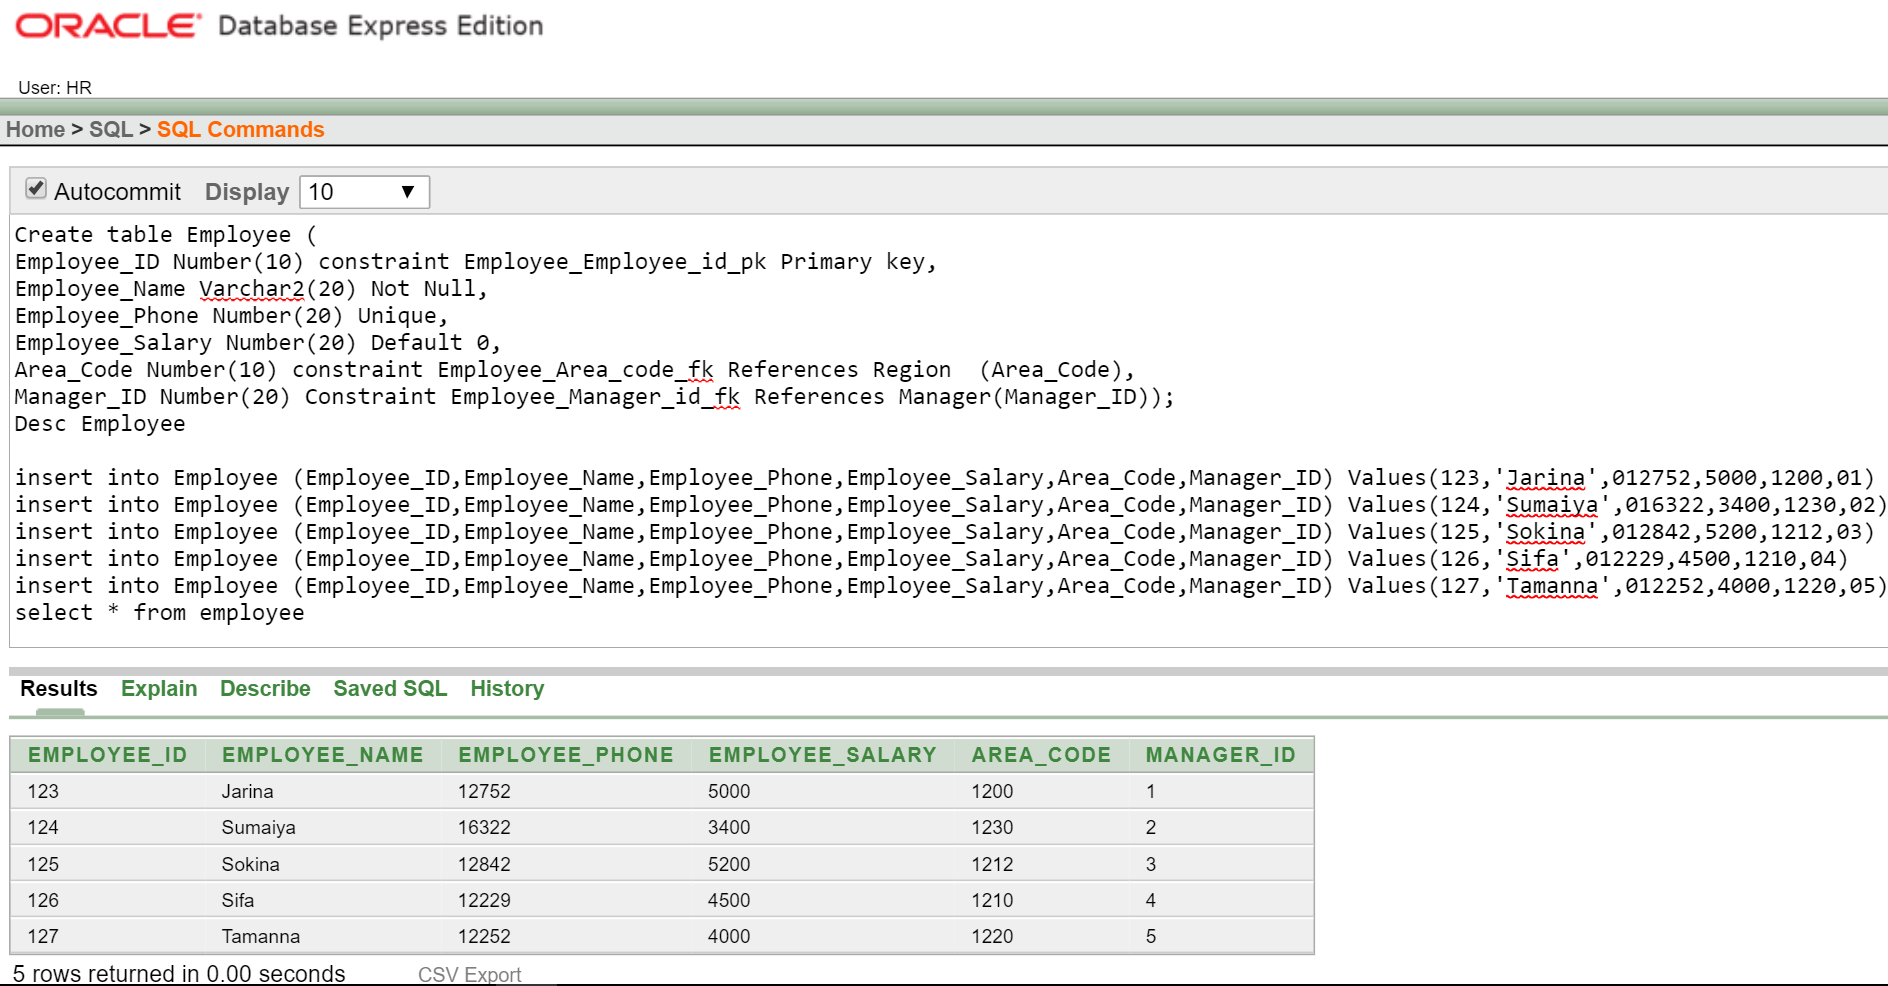 ORACLE Database Express Edition
User: HR
Home > SQL > SQL Commands
Autocommit Display 10
Create table Employee (
Employee_ID Number(10) constraint Employee_Employee_id_pk Primary key,
Employee_Name Varchar2(20) Not Null,
Employee_Phone Number(20) Unique,
Employee_Salary Number(20) Default 0,
Area_Code Number(10) constraint Employee_Area_code_fk References Region  (Area_Code),
Manager_ID Number(20) Constraint Employee_Manager_id_fk References Manager(Manager_ID));
Desc Employee
insert into Employee (Employee_ID,Employee_Name,Employee_Phone,Employee_Salary,Area_Code,Manager_ID) Values(123,'Jarina',012752,5000,1200,01)
insert into Employee (Employee_ID,Employee_Name,Employee_Phone,Employee_Salary,Area_Code,Manager_ID) Values(124,'Sumaiya',016322,3400,1230,02)
insert into Employee (Employee_ID,Employee_Name,Employee_Phone,Employee_Salary,Area_Code,Manager_ID) Values(125,'Sokina',012842,5200,1212,03)
insert into Employee (Employee_ID,Employee_Name,Employee_Phone,Employee_Salary,Area_Code,Manager_ID) Values(126,'Sifa',012229,4500,1210,04)
insert into Employee (Employee_ID,Employee_Name,Employee_Phone,Employee_Salary,Area_Code,Manager_ID) Values(127,'Tamanna',012252,4000,1220,05)
select * from employee
Results Explain Describe Saved SQL History
EMPLOYEE_ID EMPLOYEE_NAME EMPLOYEE_PHONE EMPLOYEE_SALARY AREA_CODE MANAGER_ID
123 Jarina 12752 5000 1200 1
124 Sumaiya 16322 3400 1230 2
125 Sokina 12842 5200 1212 3
126 Sifa 12229 4500 1210 4
127 Tamanna 12252 4000 1220 5
5 rows returned in 0.00 seconds CSV Export